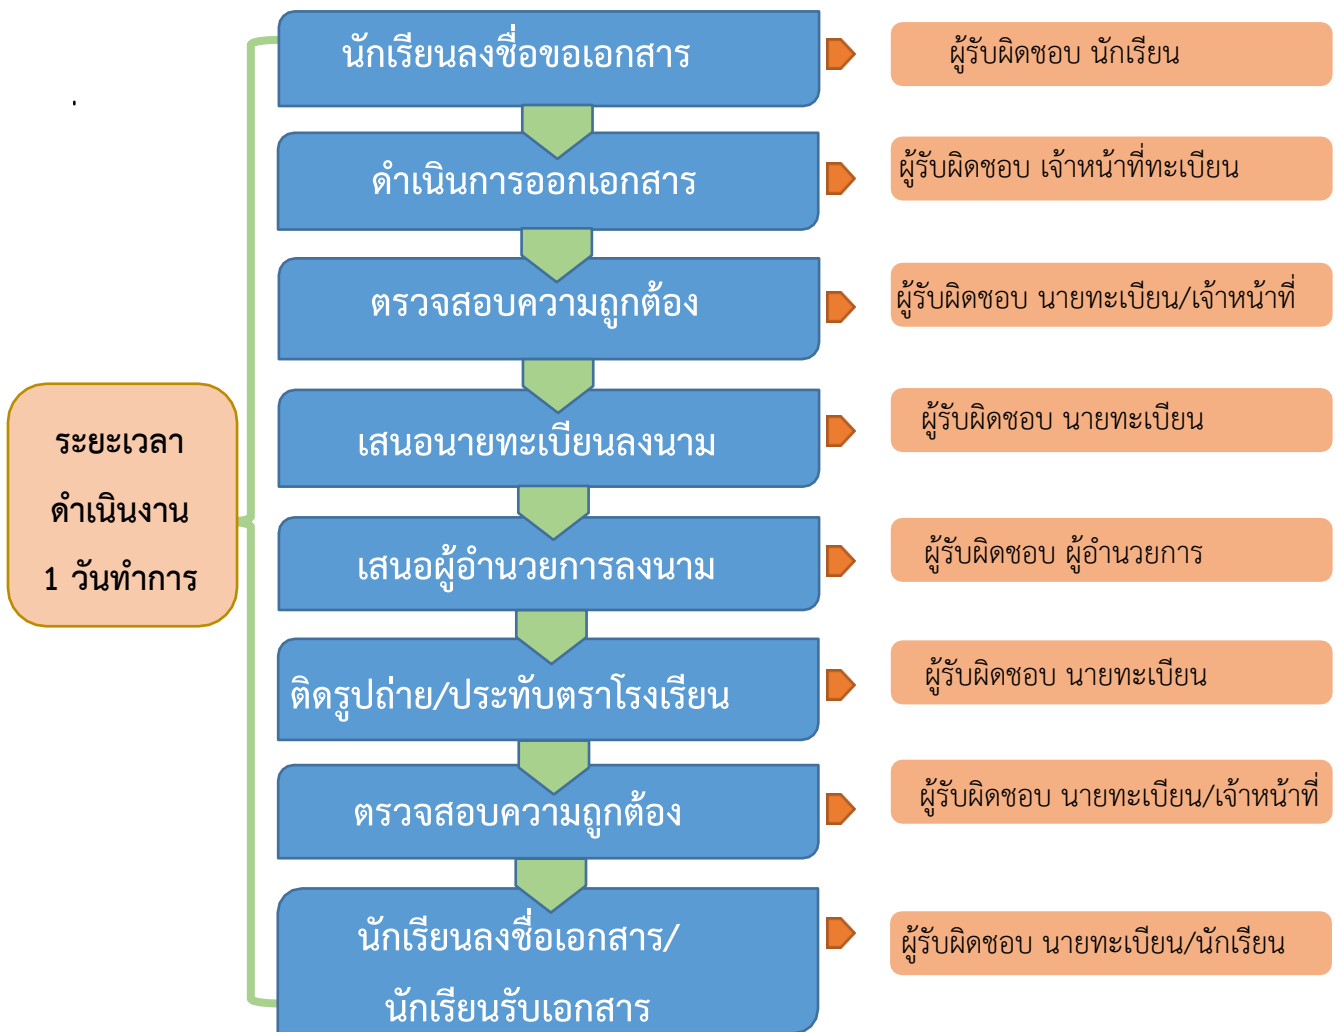 นักเรียนลงชื่อขอเอกสาร
ผู้รับผิดชอบ นักเรียน
ดำเนินการออกเอกสาร
ผู้รับผิดชอบ เจ้าหน้าที่ทะเบียน
ตรวจสอบความถูกต้อง
ผู้รับผิดชอบ นายทะเบียน/เจ้าหน้าที่
เสนอนายทะเบียนลงนาม
ผู้รับผิดชอบ นายทะเบียน
ระยะเวลา
ดำเนินงาน
1 วันทำการ
เสนอผู้อำนวยการลงนาม
ผู้รับผิดชอบ ผู้อำนวยการ
ติดรูปถ่าย/ประทับตราโรงเรียน
ผู้รับผิดชอบ นายทะเบียน
ตรวจสอบความถูกต้อง
ผู้รับผิดชอบ นายทะเบียน/เจ้าหน้าที่
นักเรียนลงชื่อเอกสาร/
นักเรียนรับเอกสาร
ผู้รับผิดชอบ นายทะเบียน/นักเรียน